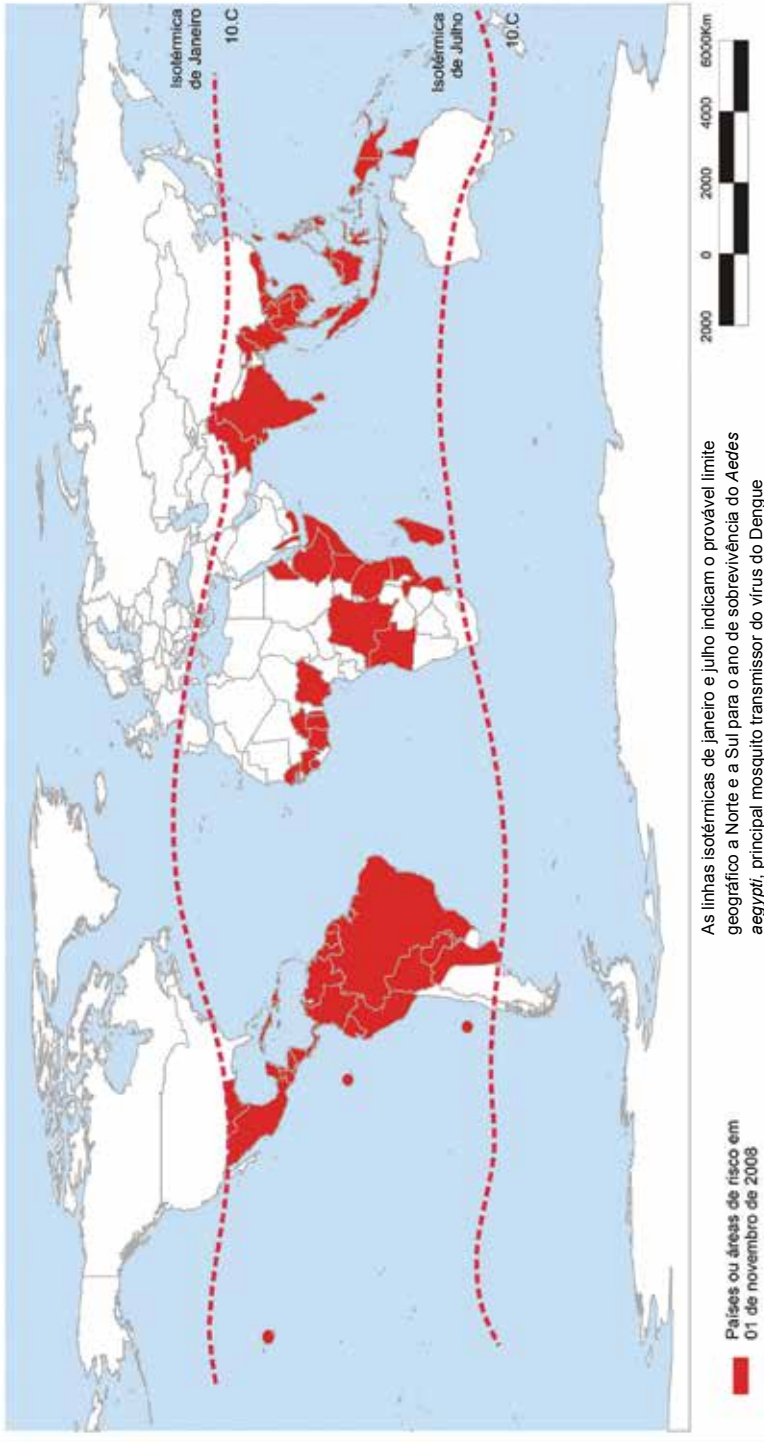 Isotérmica
de Janeiro
10.C
Isotérmica
de Julho
10.C
Países ou áreas de risco em
01 de novembro de 2008
As linhas isotérmicas de janeiro e julho indicam o provável limite
geográfico a Norte e a Sul para o ano de sobrevivência do Aedes
aegypti, principal mosquito transmissor do vírus do Dengue
2000 0 2000 4000 6000Km